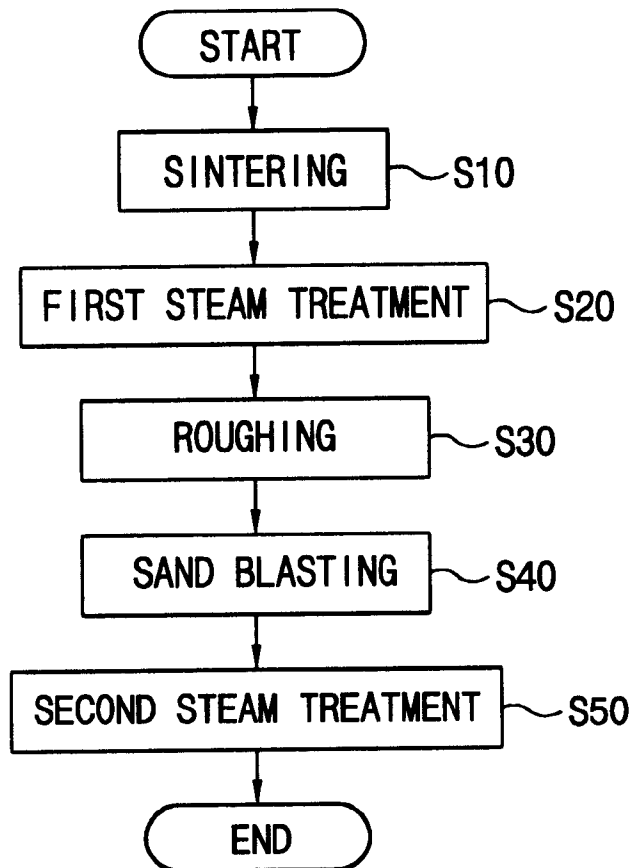 START
SINTERING S10
FIRST STEAM TREATMENT S20
ROUGHING S30
SAND BLASTING S40
SECOND STEAM TREATMENT S50
END